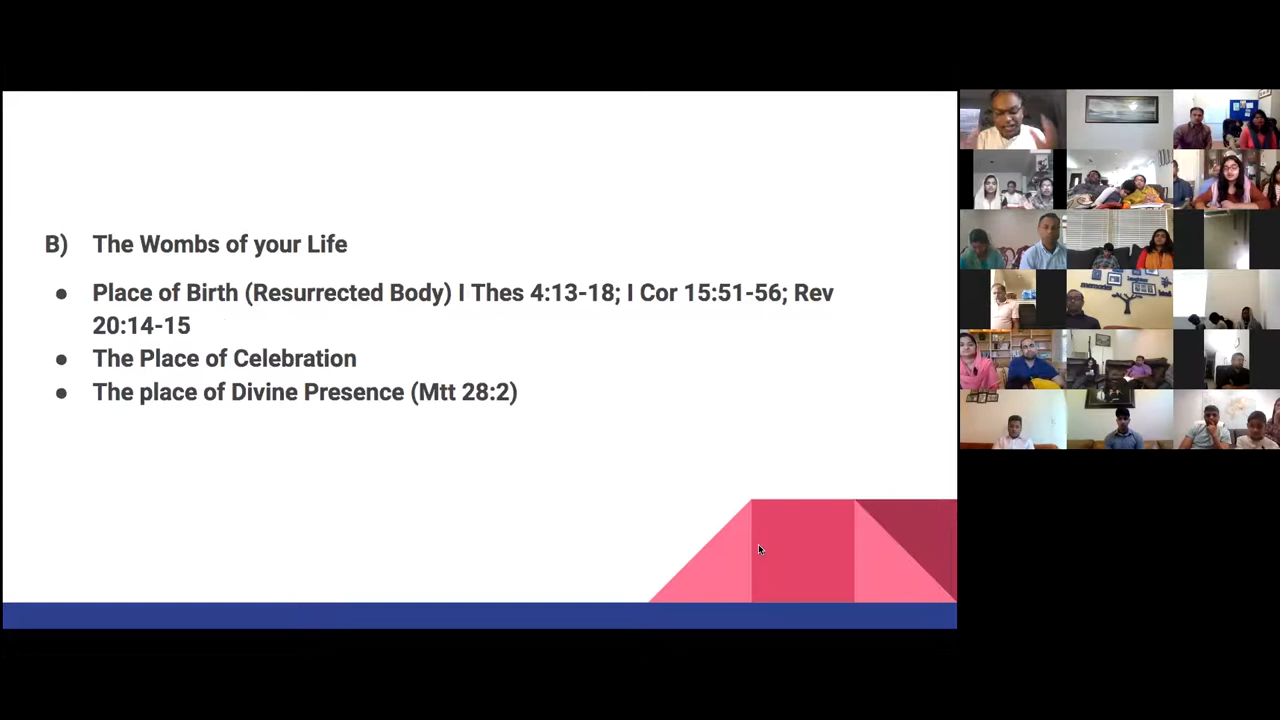 B) The Wombs of your Life
● Place of Birth (Resurrected Body) I Thes 4:13-18; I Cor 15:51-56; Rev
20:14-15
● The Place of Celebration
● The place of Divine Presence (Mtt 28:2)